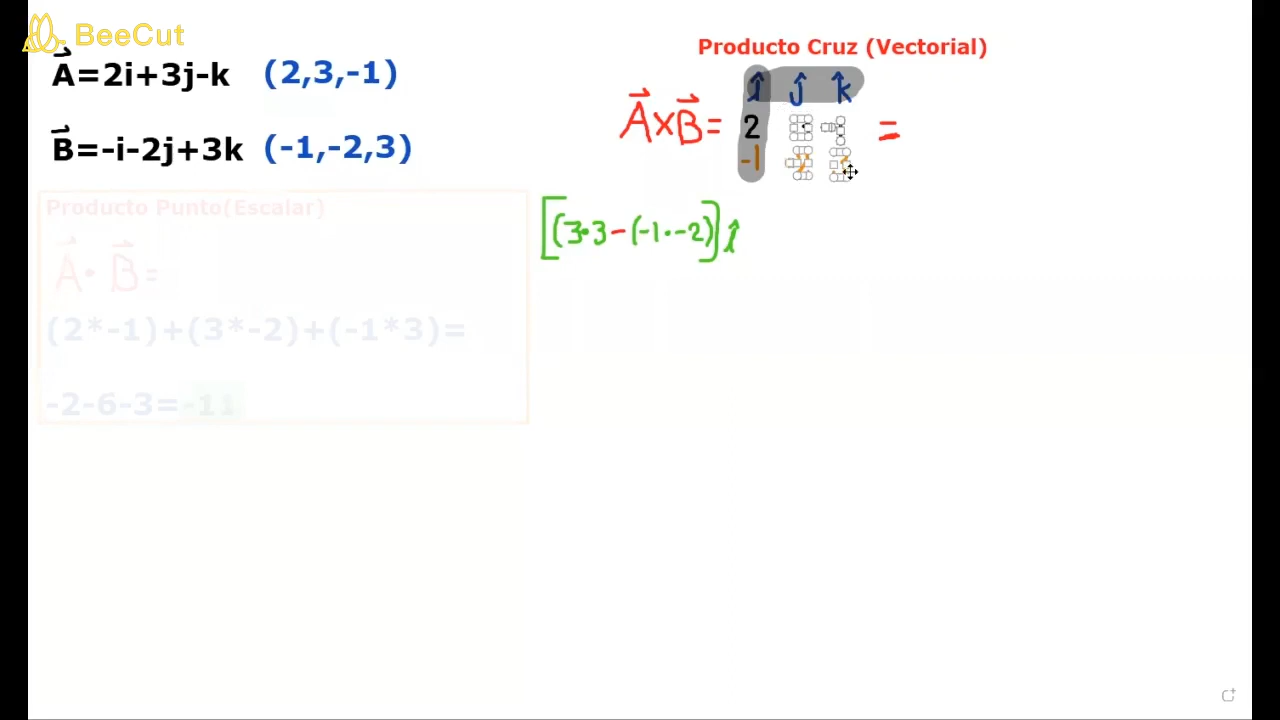 BeeCut
A=2i+3j-k (2,3,-1)
B=-i-2j+3k (-1,-2,3)
Producto Punto(Escalar)
A · B =
(2*-1)+(3*-2)+(-1*3)=
-2-6-3=-11
Producto Cruz (Vectorial)
i j k
A x B = 2 =
-1
[(3·3-(-1·-2)] i